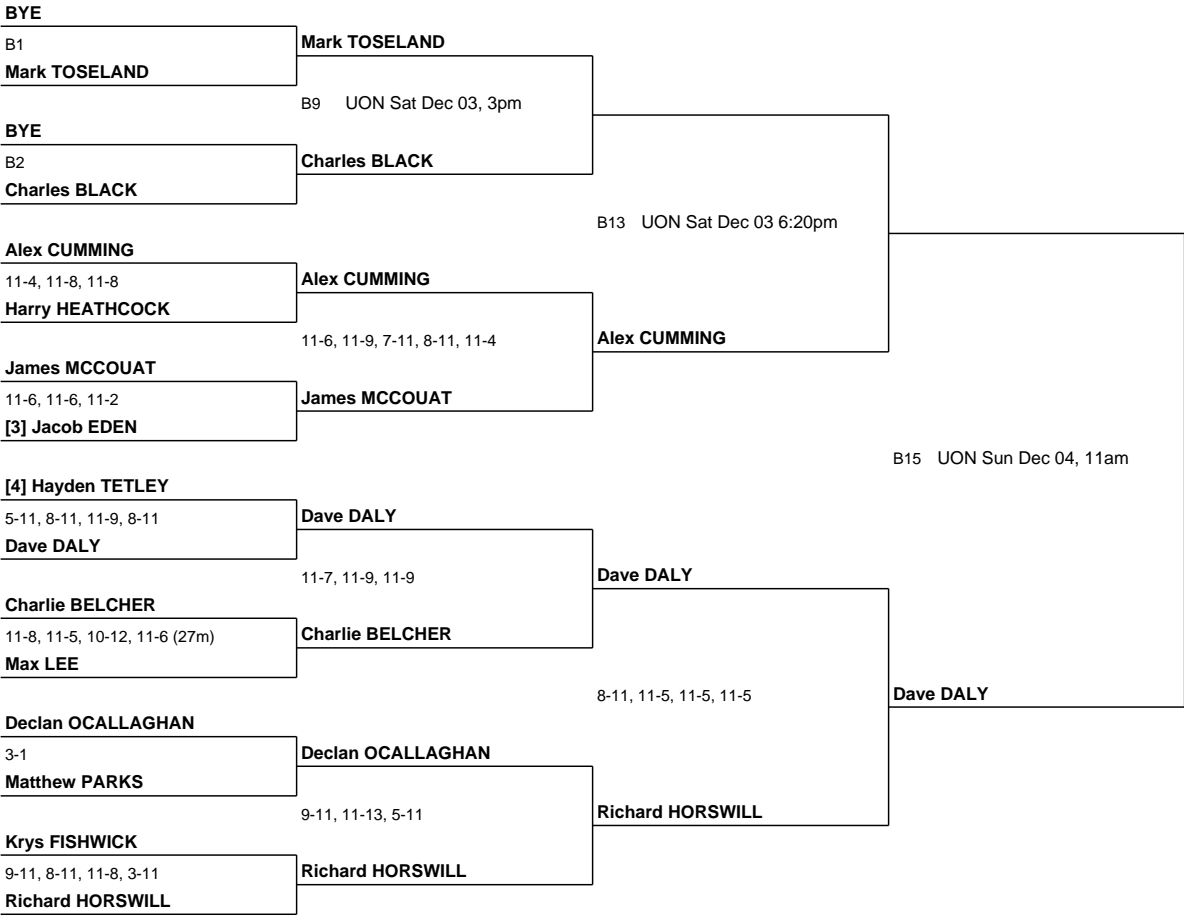 BYE
B1
Mark TOSELAND
Mark TOSELAND
B9 UON Sat Dec 03, 3pm
BYE
B2
Charles BLACK
Charles BLACK
B13 UON Sat Dec 03 6:20pm
Alex CUMMING
11-4, 11-8, 11-8
Harry HEATHCOCK
Alex CUMMING
11-6, 11-9, 7-11, 8-11, 11-4
Alex CUMMING
James MCCOUAT
11-6, 11-6, 11-2
[3] Jacob EDEN
James MCCOUAT
B15 UON Sun Dec 04, 11am
[4] Hayden TETLEY
5-11, 8-11, 11-9, 8-11
Dave DALY
Dave DALY
11-7, 11-9, 11-9
Dave DALY
Charlie BELCHER
11-8, 11-5, 10-12, 11-6 (27m)
Max LEE
Charlie BELCHER
8-11, 11-5, 11-5, 11-5
Dave DALY
Declan OCALLAGHAN
3-1
Matthew PARKS
Declan OCALLAGHAN
9-11, 11-13, 5-11
Richard HORSWILL
Krys FISHWICK
9-11, 8-11, 11-8, 3-11
Richard HORSWILL
Richard HORSWILL